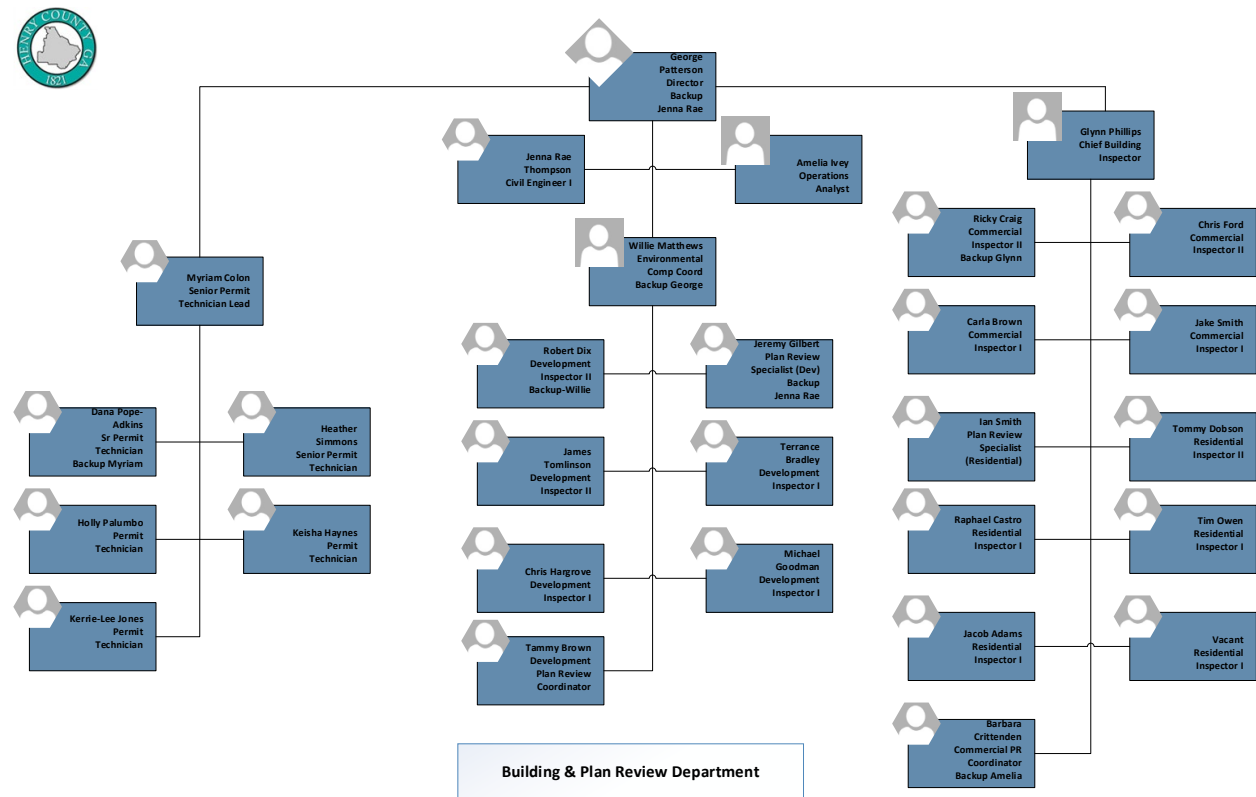 HENRY COUNTY GA
1821
George
Patterson
Director
Backup
Jenna Rae
Jenna Rae
Thompson
Civil Engineer I
Amelia Ivey
Operations
Analyst
Glynn Phillips
Chief Building
Inspector
Myriam Colon
Senior Permit
Technician Lead
Dana Pope-
Adkins
Sr Permit
Technician
Backup Myriam
Heather
Simmons
Senior Permit
Technician
Holly Palumbo
Permit
Technician
Keisha Haynes
Permit
Technician
Kerrie-Lee Jones
Permit
Technician
Willie Matthews
Environmental
Comp Coord
Backup George
Robert Dix
Development
Inspector II
Backup-Willie
Jeremy Gilbert
Plan Review
Specialist (Dev)
Backup
Jenna Rae
James
Tomlinson
Development
Inspector II
Terrance
Bradley
Development
Inspector I
Chris Hargrove
Development
Inspector I
Michael
Goodman
Development
Inspector I
Tammy Brown
Development
Plan Review
Coordinator
Ricky Craig
Commercial
Inspector II
Backup Glynn
Chris Ford
Commercial
Inspector II
Carla Brown
Commercial
Inspector I
Jake Smith
Commercial
Inspector I
Ian Smith
Plan Review
Specialist
(Residential)
Tommy Dobson
Residential
Inspector II
Raphael Castro
Residential
Inspector I
Tim Owen
Residential
Inspector I
Jacob Adams
Residential
Inspector I
Vacant
Residential
Inspector I
Barbara
Crittenden
Commercial PR
Coordinator
Backup Amelia
Building & Plan Review Department